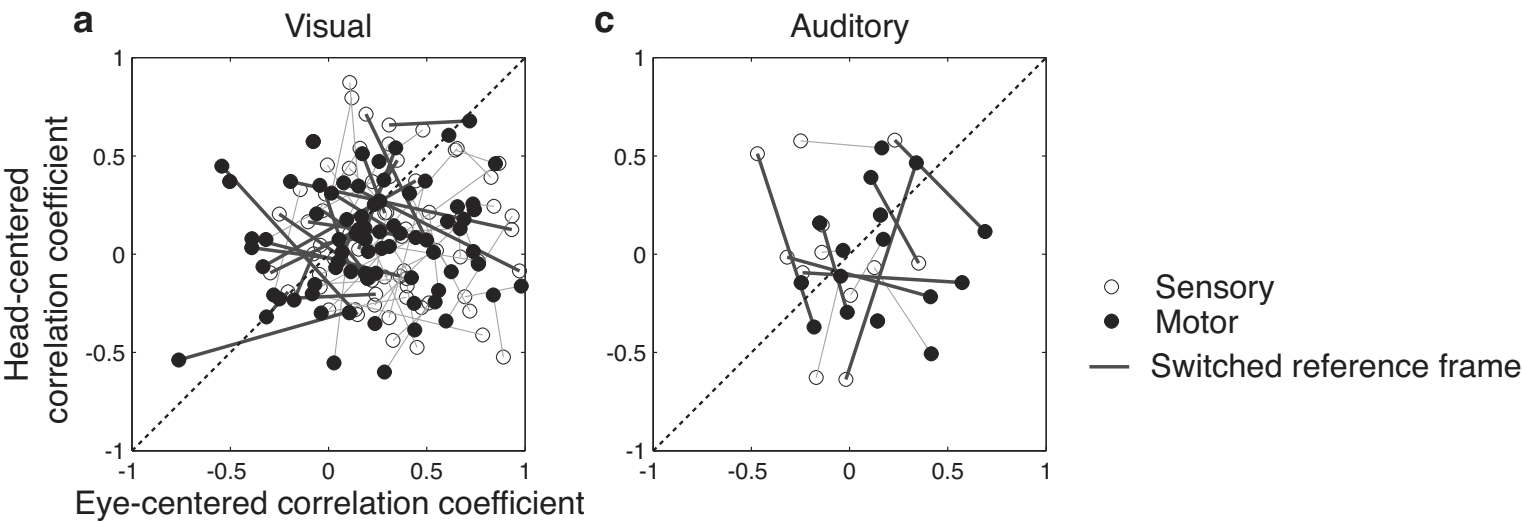 a
Visual
c
Auditory
1
0.5
0
-0.5
-1
-1
-0.5
0
0.5
1
1
0.5
0
-0.5
-1
-1
-0.5
0
0.5
1
Head-centered
correlation coefficient
Eye-centered correlation coefficient
Sensory
Motor
Switched reference frame